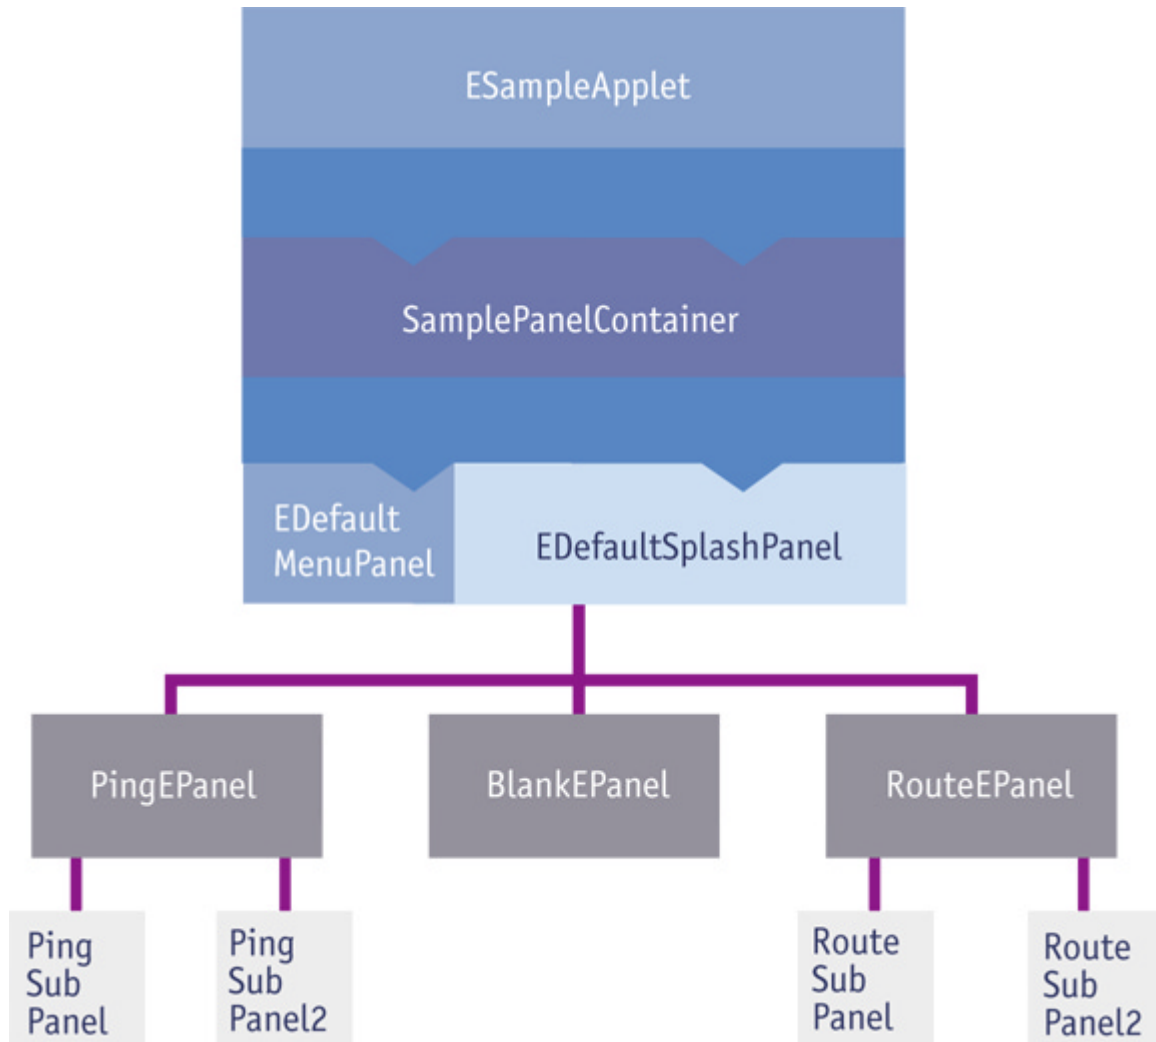 ESampleApplet
SamplePanelContainer
EDefault
MenuPanel
EDefaultSplashPanel
PingEPanel
BlankEPanel
RouteEPanel
Ping
Sub
Panel
Ping
Sub
Panel2
Route
Sub
Panel
Route
Sub
Panel2